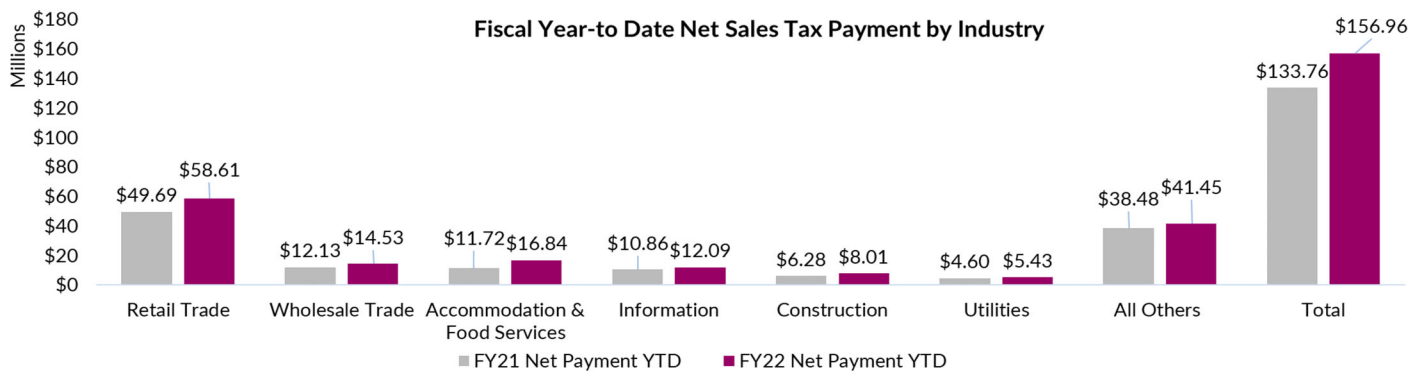 Fiscal Year-to Date Net Sales Tax Payment by Industry
Millions
$180
$160
$140
$120
$100
$80
$60
$40
$20
$0
$49.69
$58.61
$12.13
$14.53
$11.72
$16.84
$10.86
$12.09
$6.28
$8.01
$4.60
$5.43
$38.48
$41.45
$133.76
$156.96
Retail Trade
Wholesale Trade
Accommodation &
Food Services
Information
Construction
Utilities
All Others
Total
FY21 Net Payment YTD
FY22 Net Payment YTD